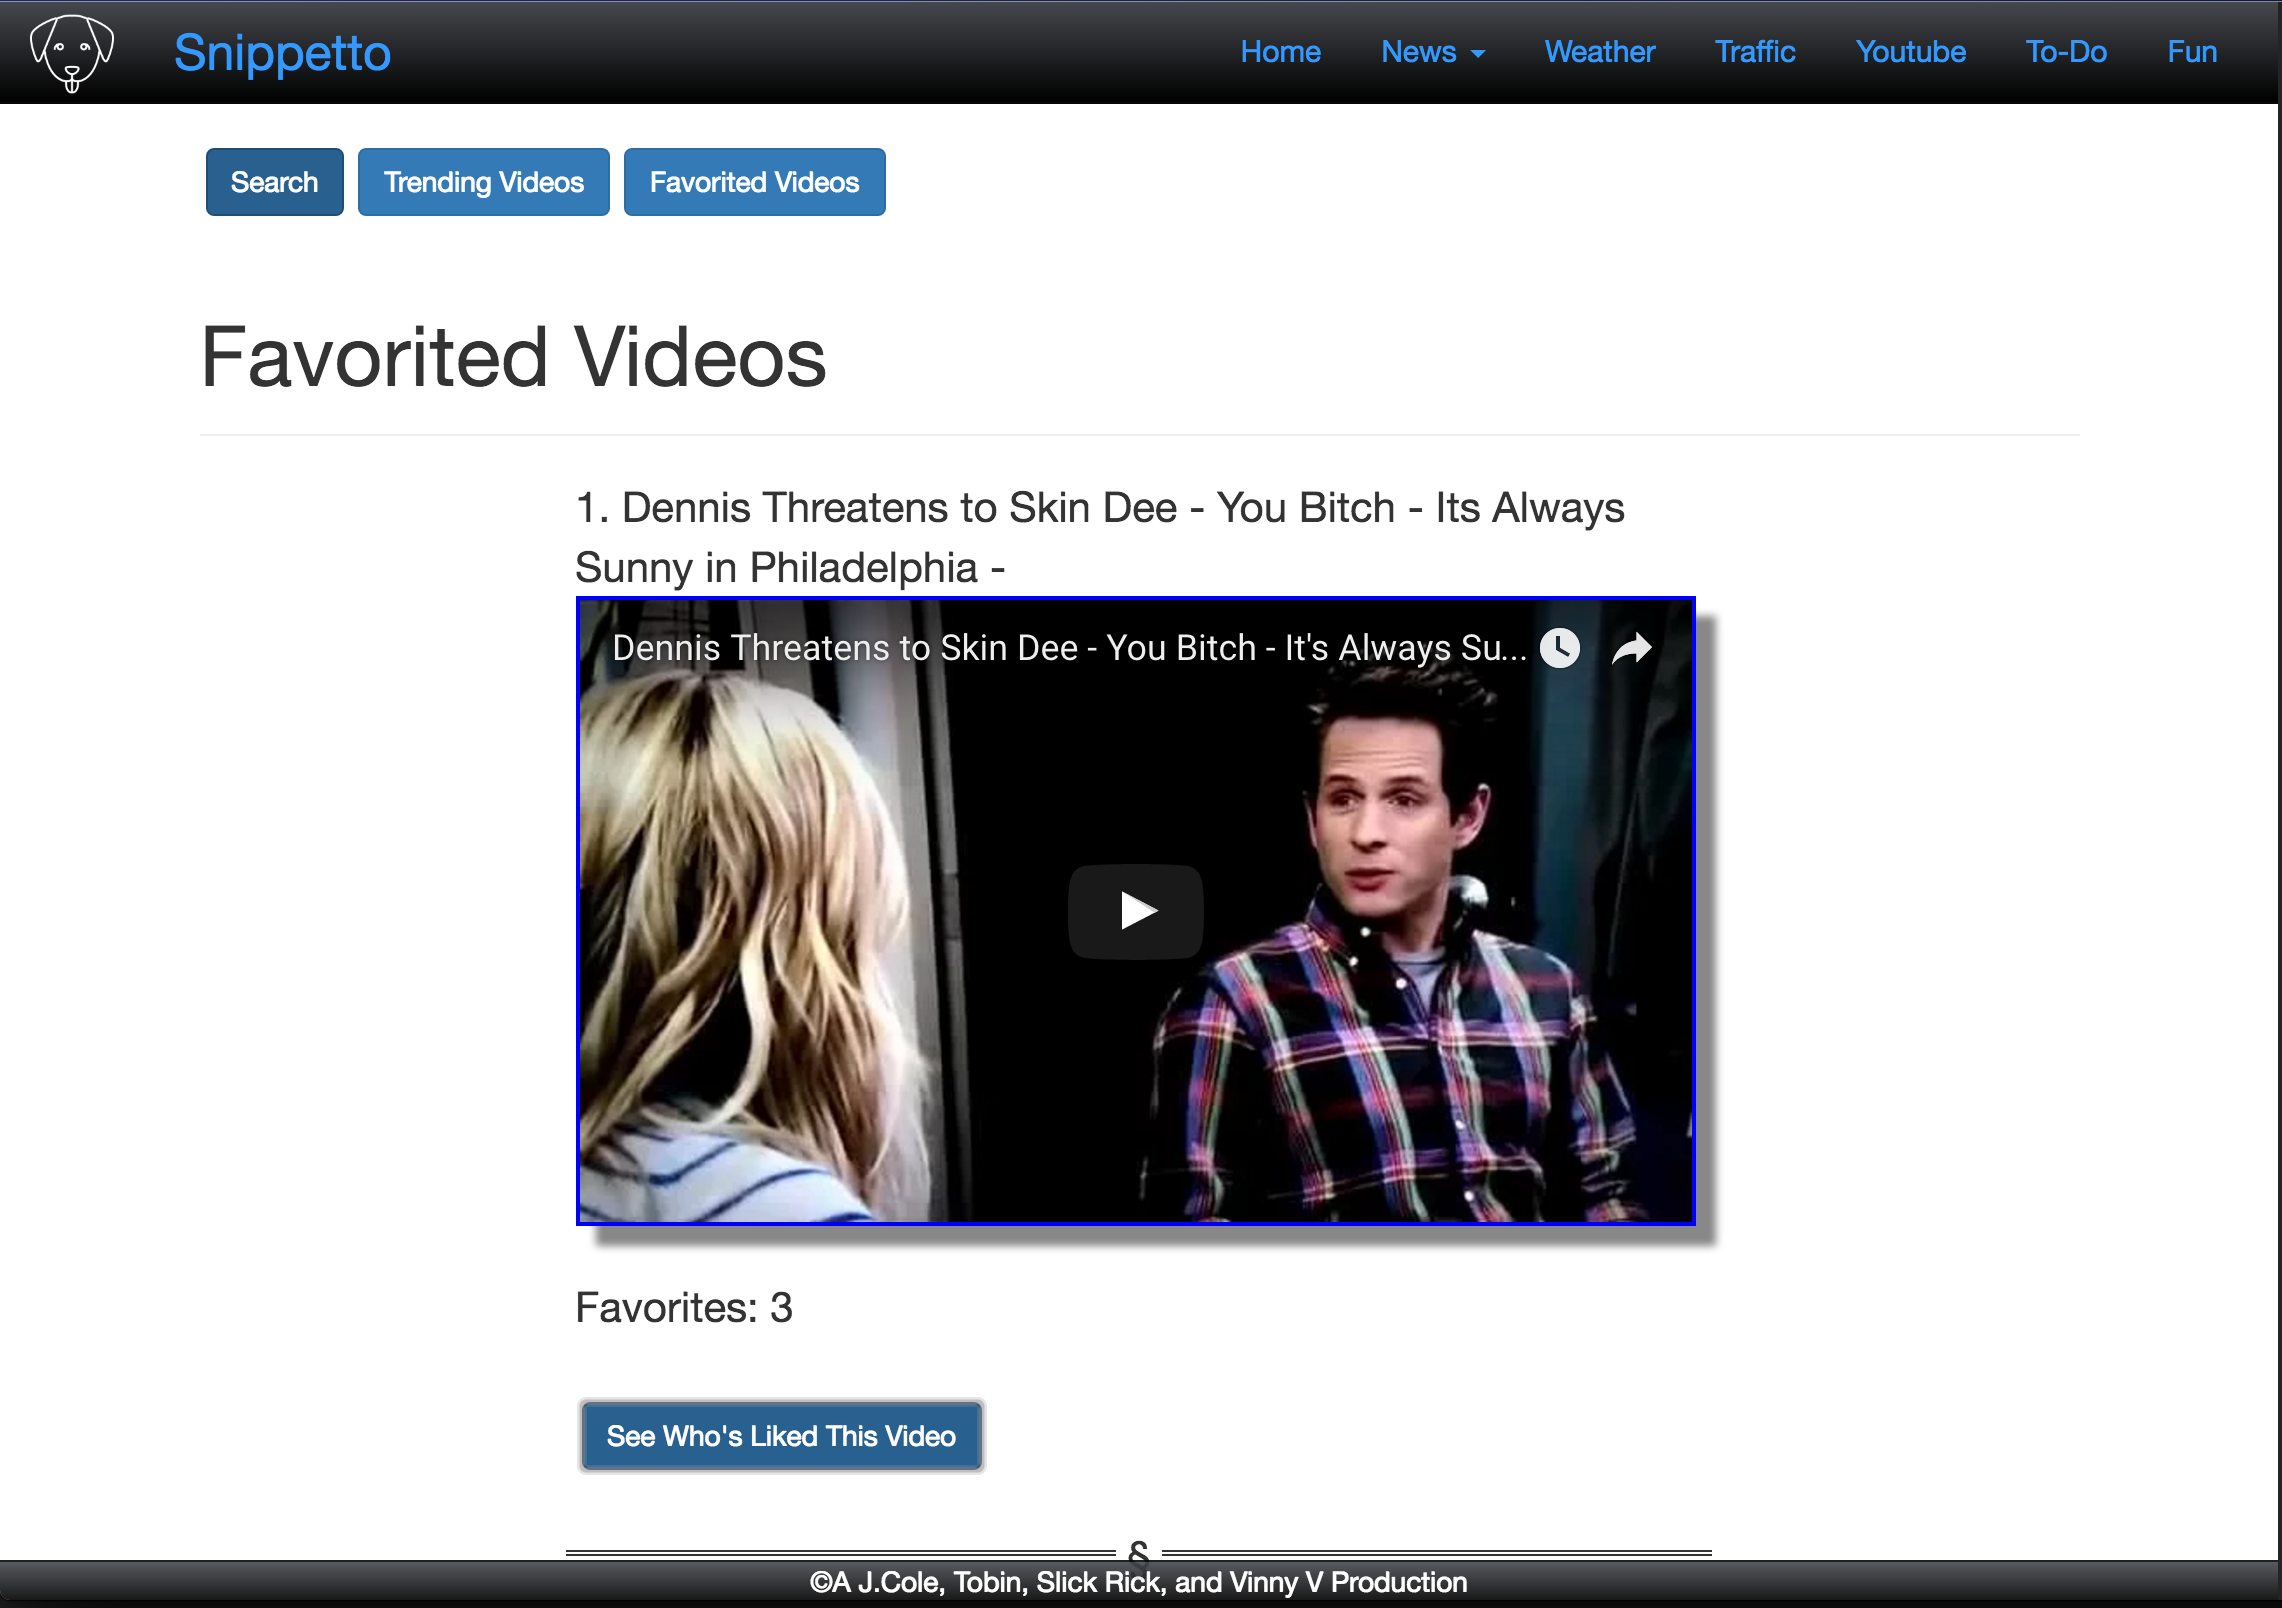 Snippetto
Home News Weather Traffic Youtube To-Do Fun
Search Trending Videos Favorited Videos
Favorited Videos
1. Dennis Threatens to Skin Dee - You Bitch - Its Always
Sunny in Philadelphia -
Dennis Threatens to Skin Dee - You Bitch - It's Always Su...
Favorites: 3
See Who's Liked This Video
§
©A J.Cole, Tobin, Slick Rick, and Vinny V Production